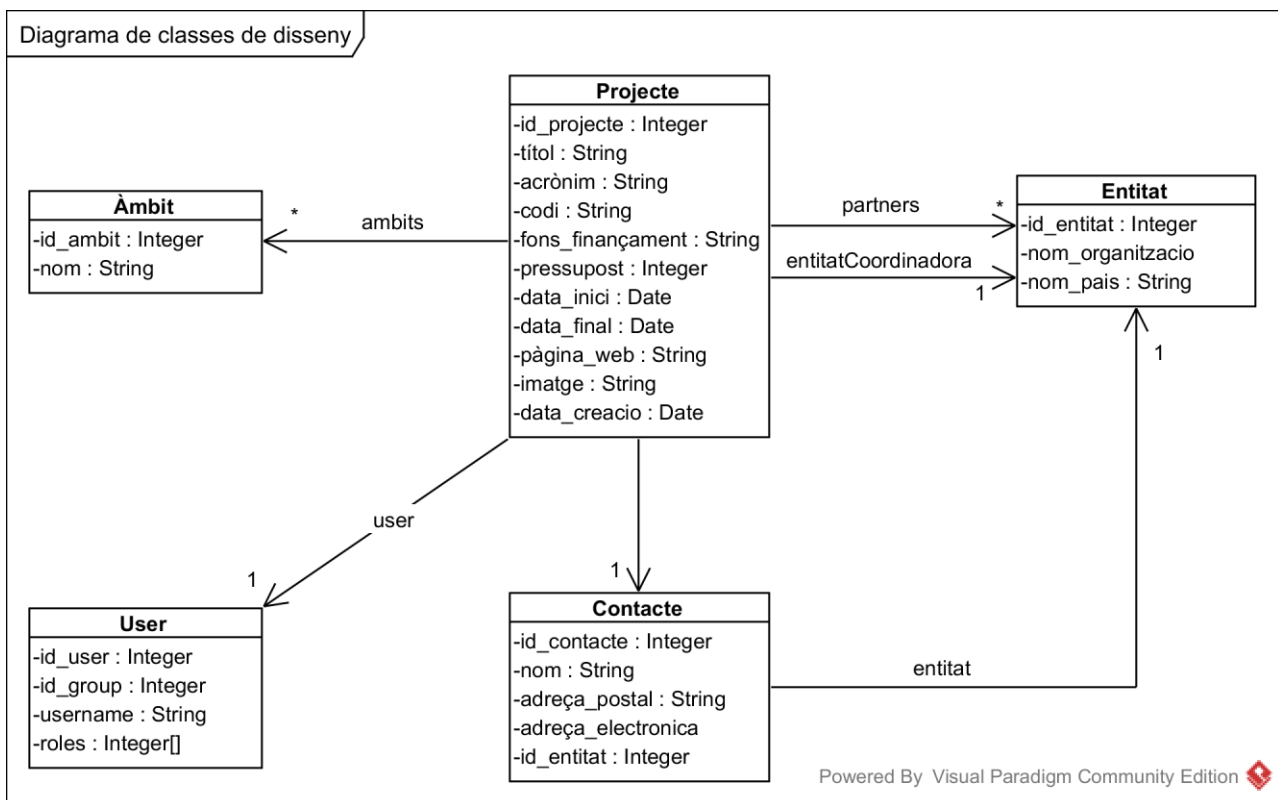 Diagrama de classes de disseny
Projecte
-id_projecte : Integer
-títol : String
-acrònim : String
-codi : String
-fons_finançament : String
-pressupost : Integer
-data_inici : Date
-data_final : Date
-pàgina_web : String
-imatge : String
-data_creacio : Date
Àmbit
-id_ambit : Integer
-nom : String
*
ambits
partners
*
entitatCoordinadora
1
Entitat
-id_entitat : Integer
-nom_organitzacio
-nom_pais : String
1
user
1
1
User
-id_user : Integer
-id_group : Integer
-username : String
-roles : Integer[]
Contacte
-id_contacte : Integer
-nom : String
-adreça_postal : String
-adreça_electronica
-id_entitat : Integer
entitat
Powered By Visual Paradigm Community Edition